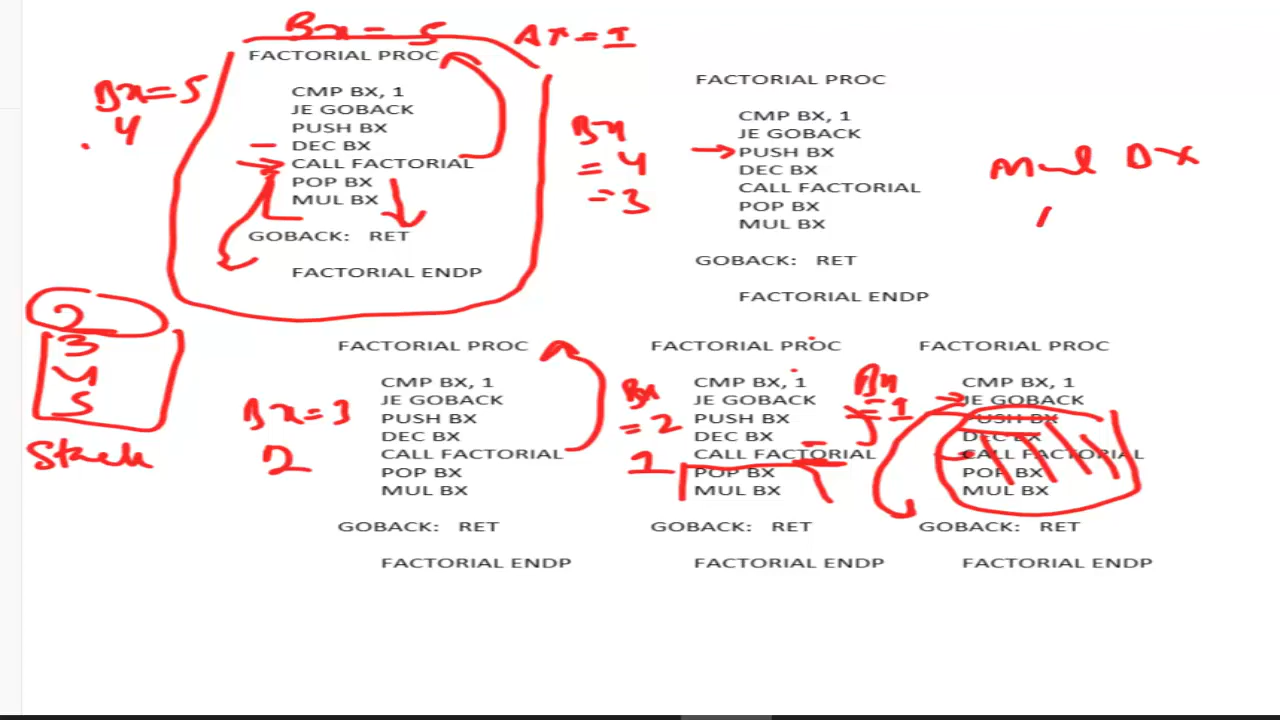 Bx = 5
Ax = 1
FACTORIAL PROC
CMP BX, 1
JE GOBACK
PUSH BX
DEC BX
CALL FACTORIAL
POP BX
MUL BX
GOBACK: RET
FACTORIAL ENDP
Bx = 5
4
Bx
= 4
= 3
FACTORIAL PROC
CMP BX, 1
JE GOBACK
PUSH BX
DEC BX
CALL FACTORIAL
POP BX
MUL BX
GOBACK: RET
FACTORIAL ENDP
Mul
2
3
4
5
Stack
FACTORIAL PROC
CMP BX, 1
JE GOBACK
PUSH BX
DEC BX
CALL FACTORIAL
POP BX
MUL BX
GOBACK: RET
FACTORIAL ENDP
Bx = 3
2
FACTORIAL PROC
CMP BX, 1
JE GOBACK
PUSH BX
DEC BX
CALL FACTORIAL
POP BX
MUL BX
GOBACK: RET
FACTORIAL ENDP
Bx
= 2
1
FACTORIAL PROC
CMP BX, 1
JE GOBACK
PUSH BX
DEC BX
CALL FACTORIAL
POP BX
MUL BX
GOBACK: RET
FACTORIAL ENDP
Bx
= 1